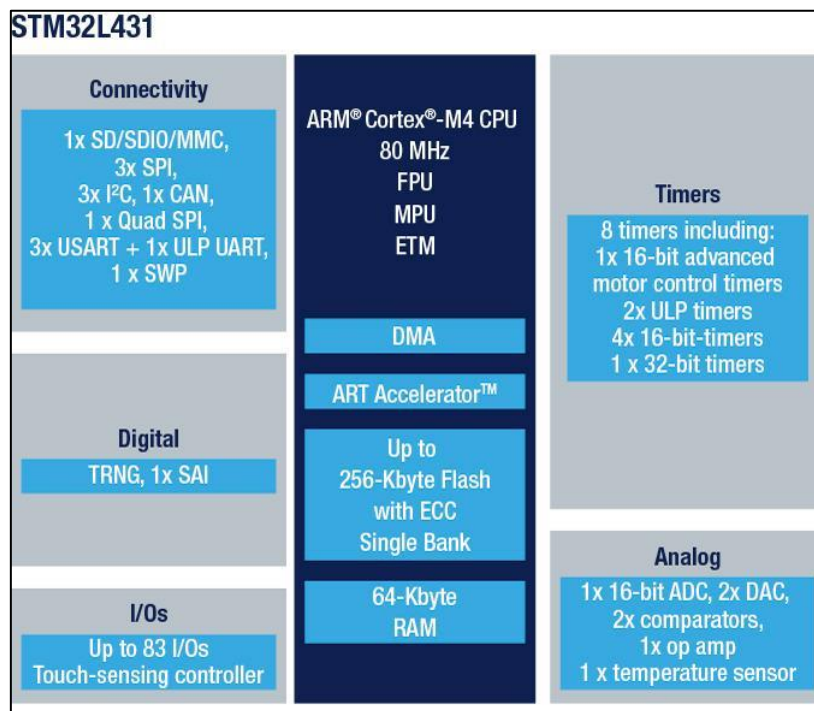 STM32L431
Connectivity
1x SD/SDIO/MMC,
3x SPI,
3x I²C, 1x CAN,
1 x Quad SPI,
3x USART + 1x ULP UART,
1 x SWP
Digital
TRNG, 1x SAI
I/Os
Up to 83 I/Os
Touch-sensing controller
ARM® Cortex®-M4 CPU
80 MHz
FPU
MPU
ETM
DMA
ART Accelerator™
Up to
256-Kbyte Flash
with ECC
Single Bank
64-Kbyte
RAM
Timers
8 timers including:
1x 16-bit advanced
motor control timers
2x ULP timers
4x 16-bit-timers
1 x 32-bit timers
Analog
1x 16-bit ADC, 2x DAC,
2x comparators,
1x op amp
1 x temperature sensor